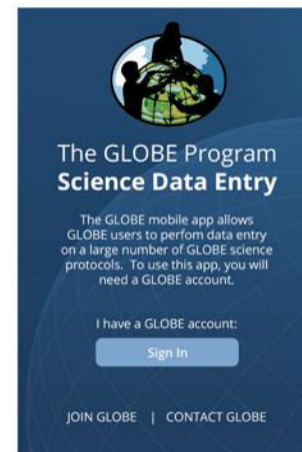 The GLOBE Program
Science Data Entry
The GLOBE mobile app allows
GLOBE users to perfom data entry
on a large number of GLOBE science
protocols. To use this app, you will
need a GLOBE account.
I have a GLOBE account:
Sign In
JOIN GLOBE | CONTACT GLOBE